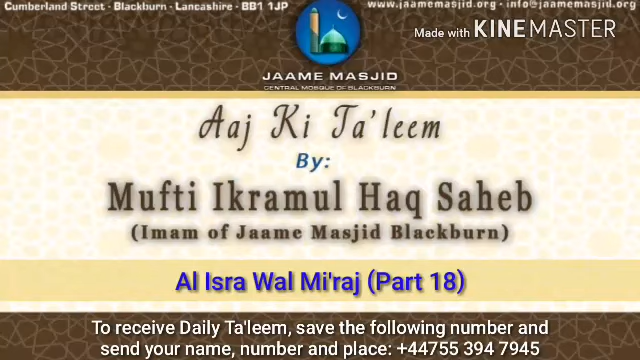 Cumberland Street - Blackburn - Lancashire - BB1 1JP
www.jaamemasjid.org - info@jaamemasjid.org
Made with KINEMASTER
JAAME MASJID
CENTRAL MOSQUE OF BLACKBURN
Aaj Ki Ta'leem
By:
Mufti Ikramul Haq Saheb
(Imam of Jaame Masjid Blackburn)
Al Isra Wal Mi'raj (Part 18)
To receive Daily Ta'leem, save the following number and
send your name, number and place: +44755 394 7945